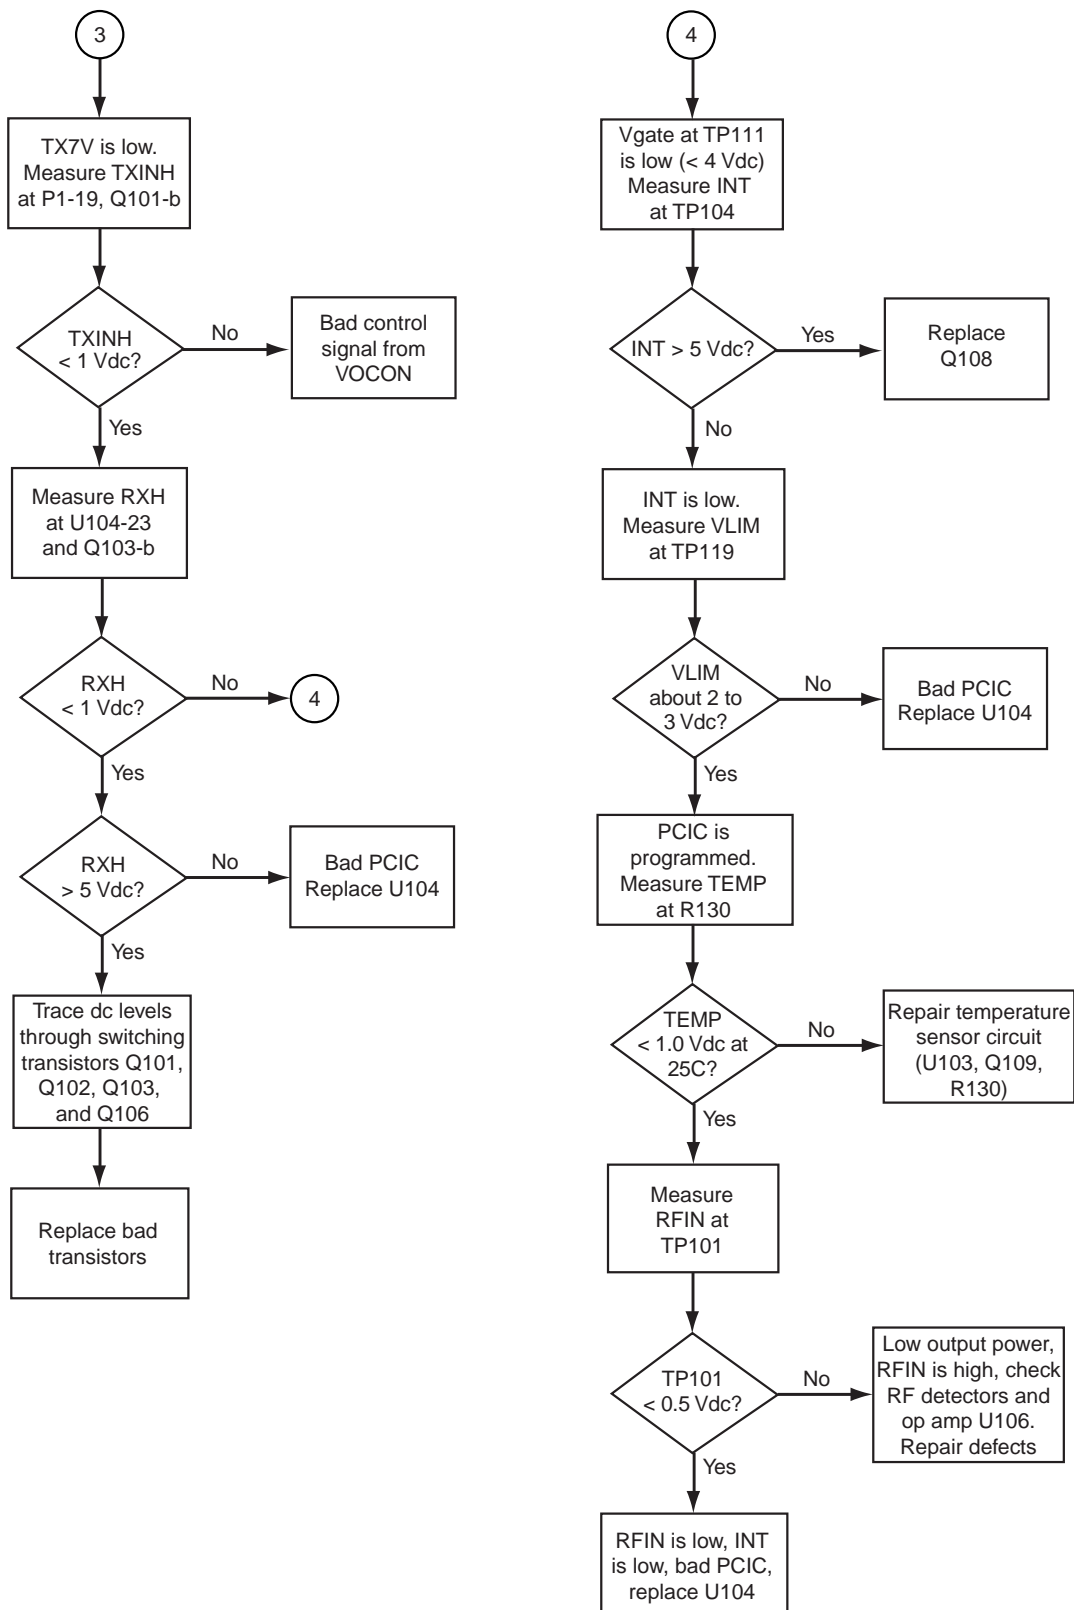 3
TX7V is low.
Measure TXINH
at P1-19, Q101-b
TXINH
< 1 Vdc?
No
Bad control
signal from
VOCON
Yes
Measure RXH
at U104-23
and Q103-b
RXH
< 1 Vdc?
No
4
Yes
RXH
> 5 Vdc?
No
Bad PCIC
Replace U104
Yes
Trace dc levels
through switching
transistors Q101,
Q102, Q103,
and Q106
Replace bad
transistors
4
Vgate at TP111
is low (< 4 Vdc)
Measure INT
at TP104
INT > 5 Vdc?
Yes
Replace
Q108
No
INT is low.
Measure VLIM
at TP119
VLIM
about 2 to
3 Vdc?
No
Bad PCIC
Replace U104
Yes
PCIC is
programmed.
Measure TEMP
at R130
TEMP
< 1.0 Vdc at
25C?
No
Repair temperature
sensor circuit
(U103, Q109,
R130)
Yes
Measure
RFIN at
TP101
TP101
< 0.5 Vdc?
No
Low output power,
RFIN is high, check
RF detectors and
op amp U106.
Repair defects
Yes
RFIN is low, INT
is low, bad PCIC,
replace U104